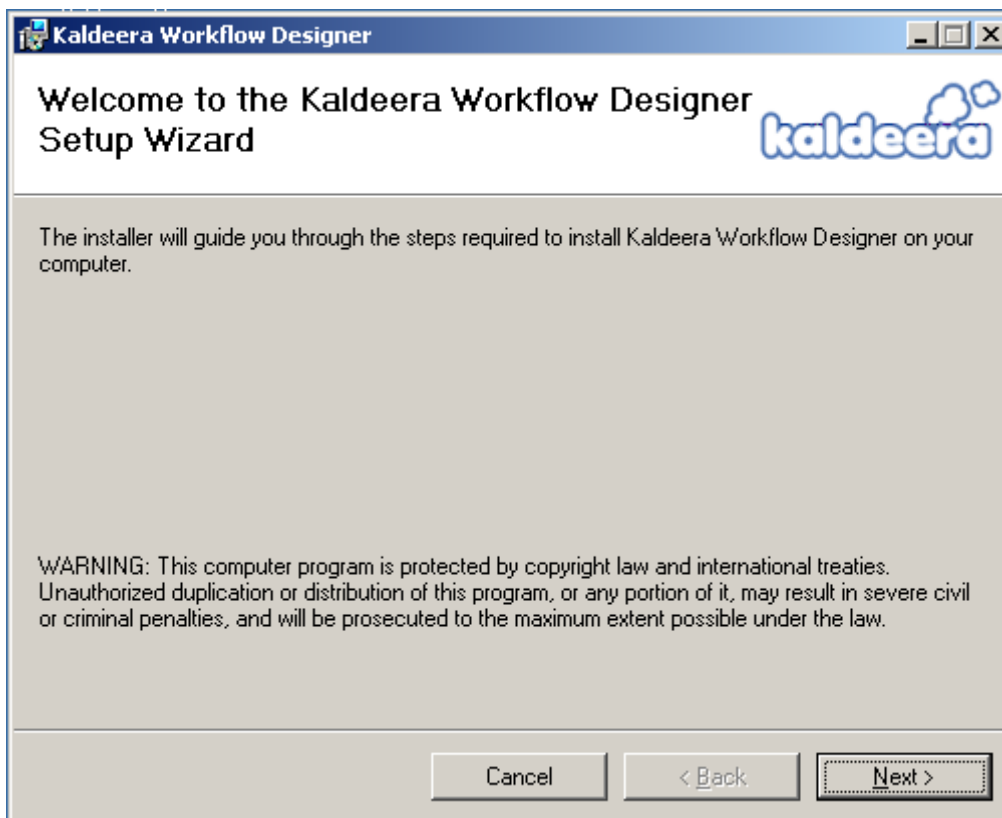 Kaldeera Workflow Designer
Welcome to the Kaldeera Workflow Designer
Setup Wizard
kaldeera
The installer will guide you through the steps required to install Kaldeera Workflow Designer on your
computer.
WARNING: This computer program is protected by copyright law and international treaties.
Unauthorized duplication or distribution of this program, or any portion of it, may result in severe civil
or criminal penalties, and will be prosecuted to the maximum extent possible under the law.
Cancel < Back Next >